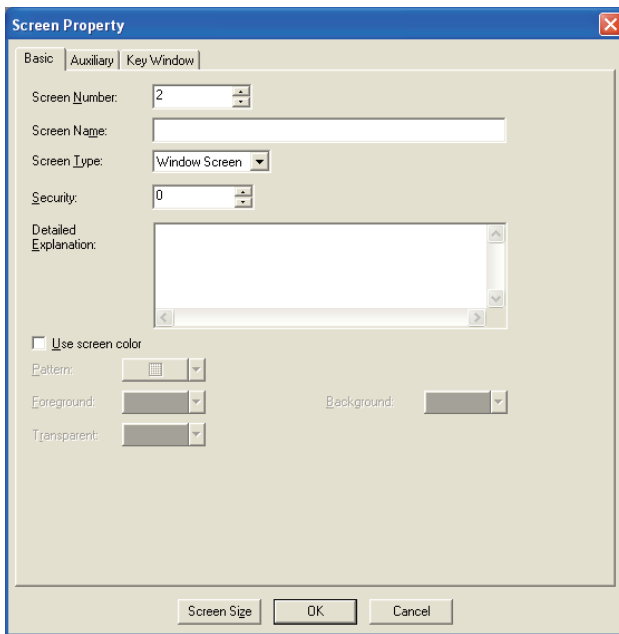 Screen Property
Basic Auxiliary Key Window
Screen Number: 2
Screen Name:
Screen Type: Window Screen
Security: 0
Detailed
Explanation:
Use screen color
Pattern:
Foreground: Background:
Transparent:
Screen Size OK Cancel